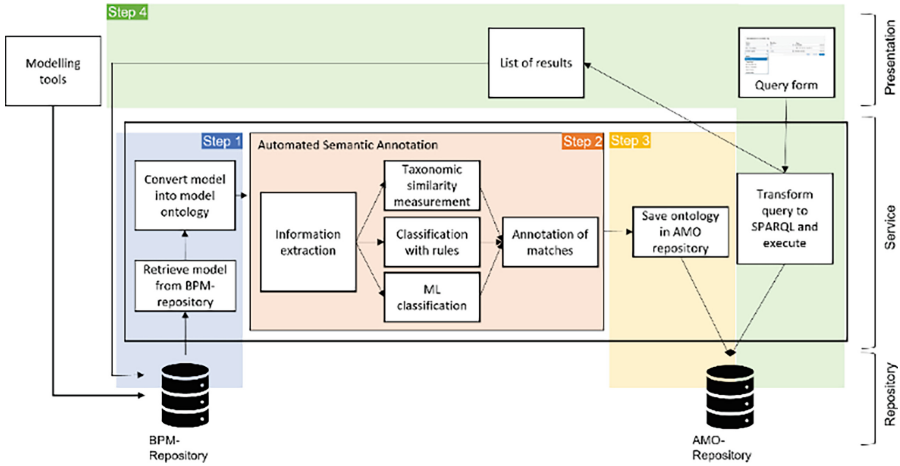 Step 4
Modelling
tools
List of results
Query form
Presentation
Step 1
Automated Semantic Annotation
Step 2
Step 3
Convert model
into model
ontology
Retrieve model
from BPM-
repository
Information
extraction
Taxonomic
similarity
measurement
Classification
with rules
ML
classification
Annotation of
matches
Save ontology
in AMO
repository
Transform
query to
SPARQL and
execute
Service
Repository
BPM-
Repository
AMO-
Repository